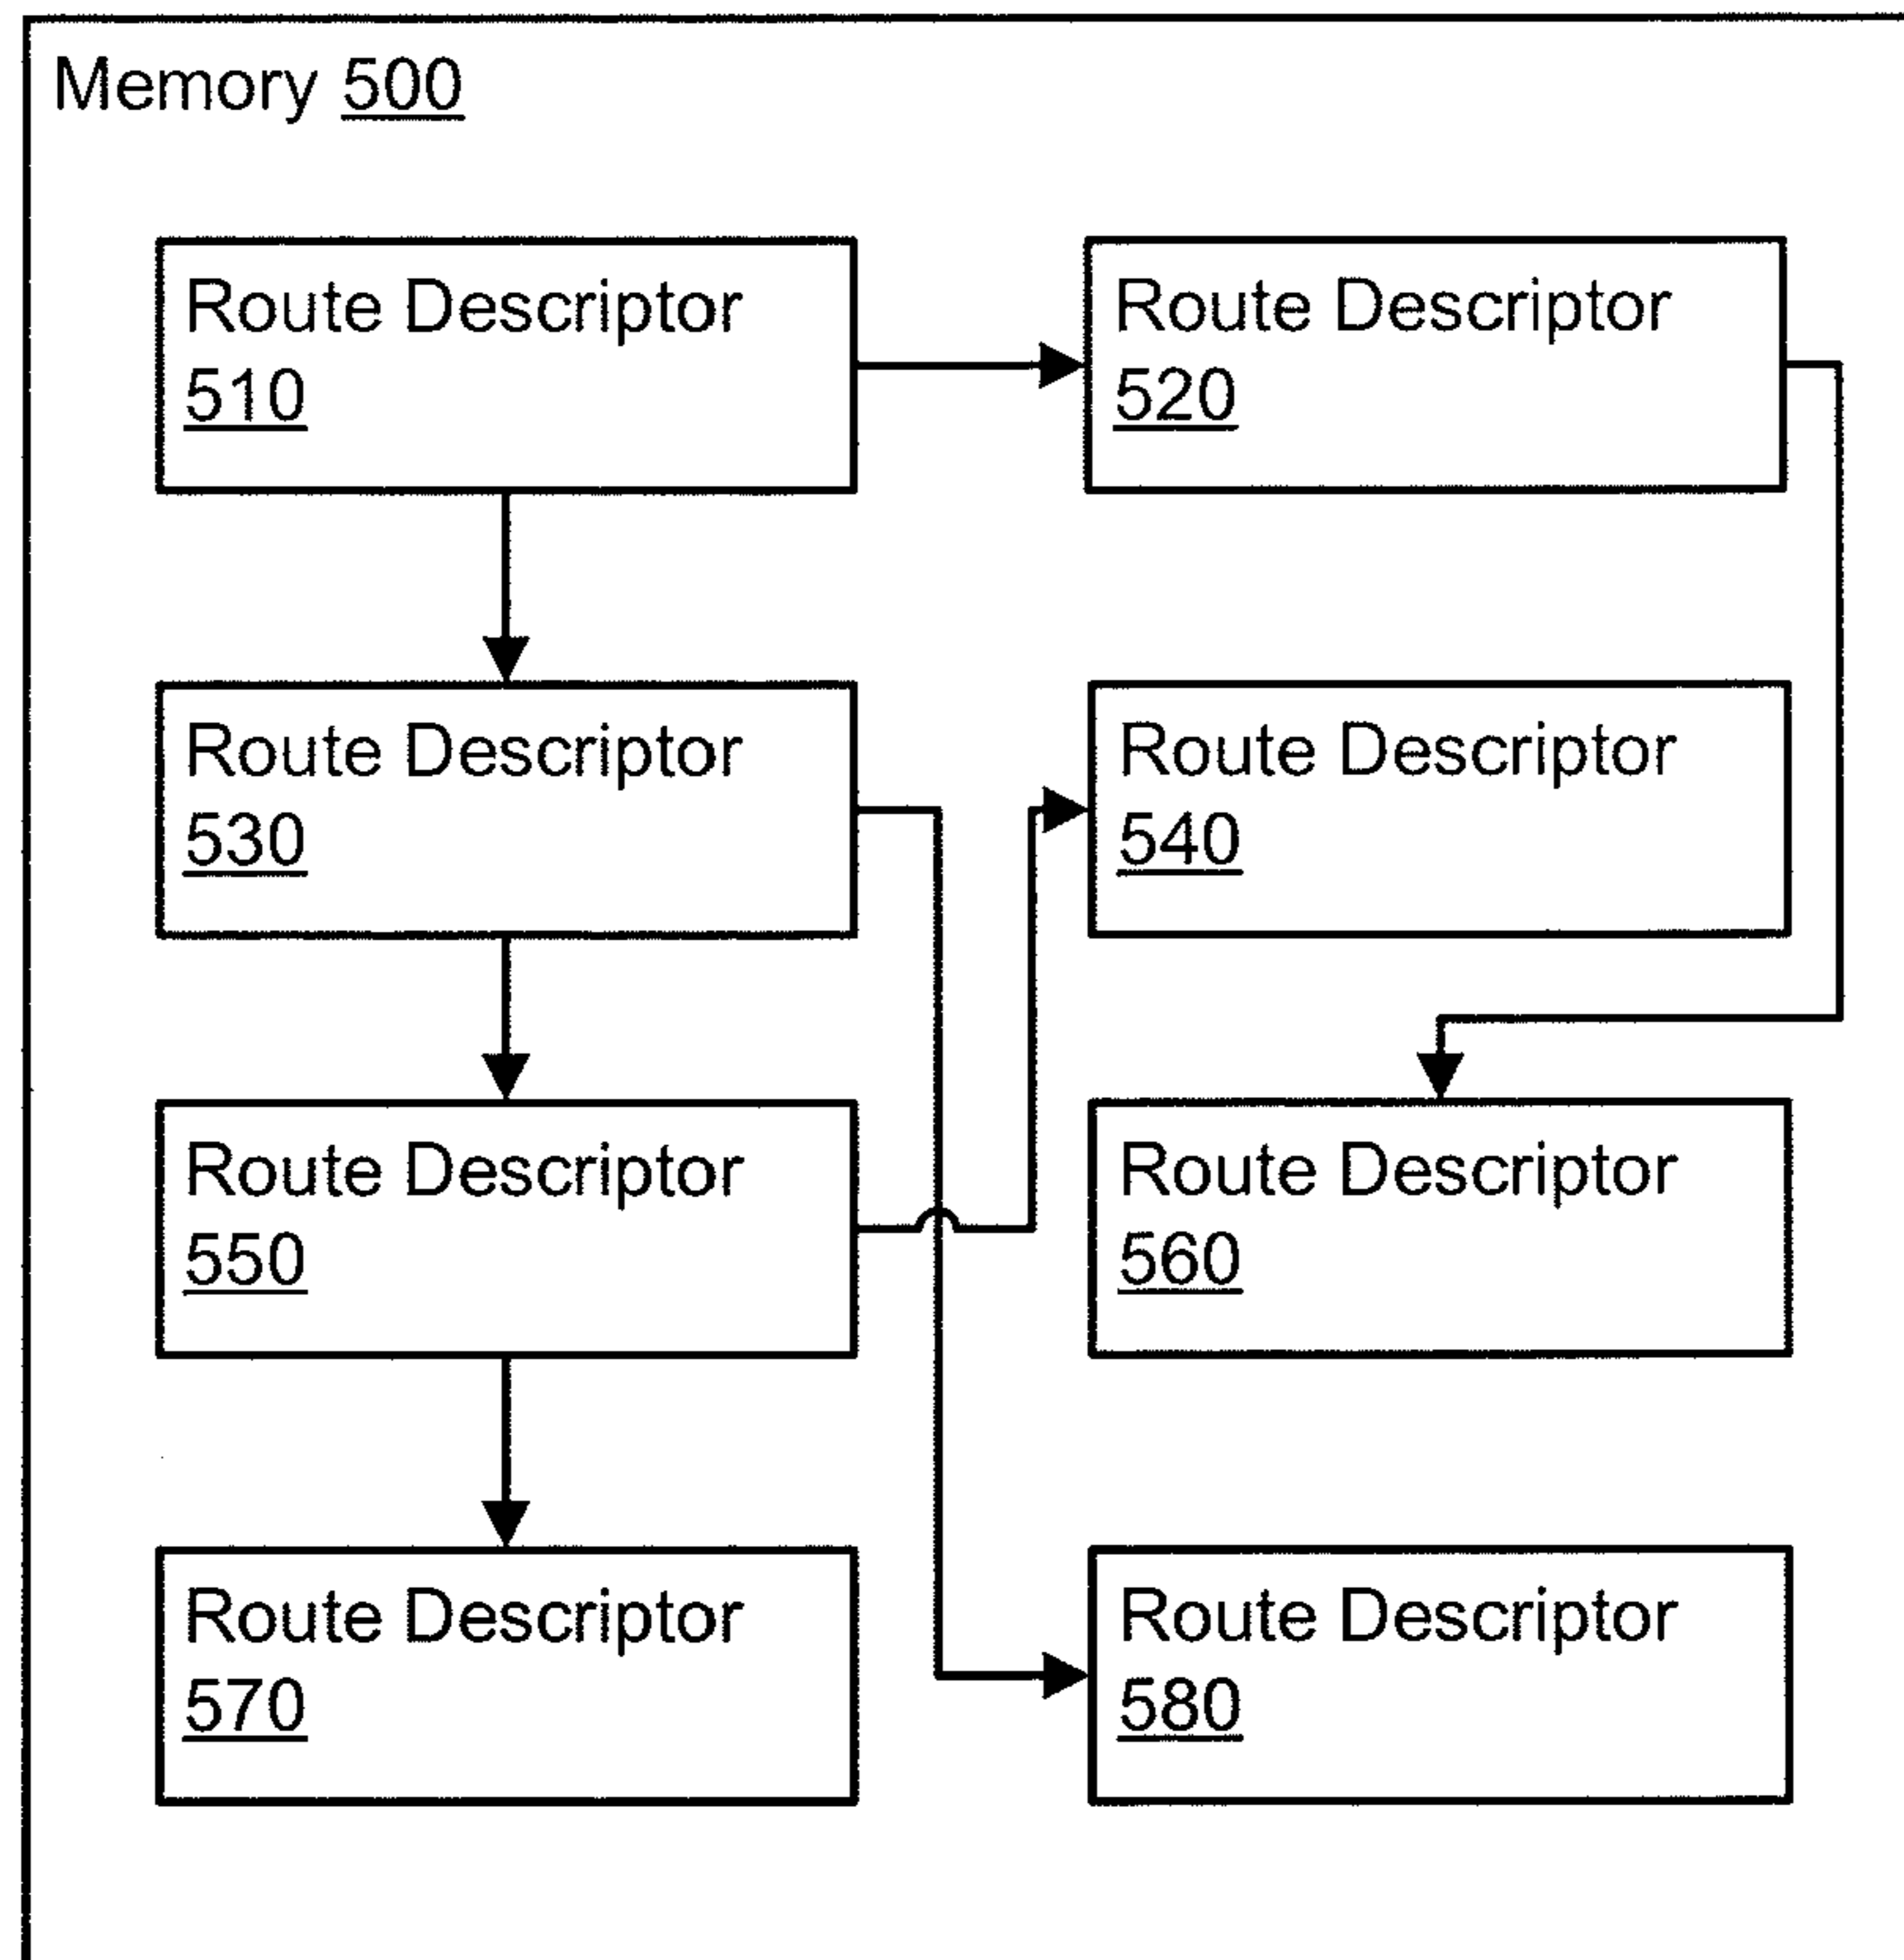 Memory 500
Route Descriptor
510
Route Descriptor
520
Route Descriptor
530
Route Descriptor
540
Route Descriptor
550
Route Descriptor
560
Route Descriptor
570
Route Descriptor
580